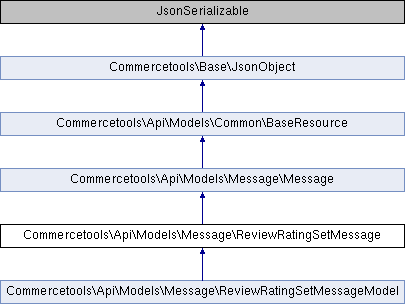 JsonSerializable
Commercetools\Base\JsonObject
Commercetools\Api\Models\Common\BaseResource
Commercetools\Api\Models\Message\Message
Commercetools\Api\Models\Message\ReviewRatingSetMessage
Commercetools\Api\Models\Message\ReviewRatingSetMessageModel